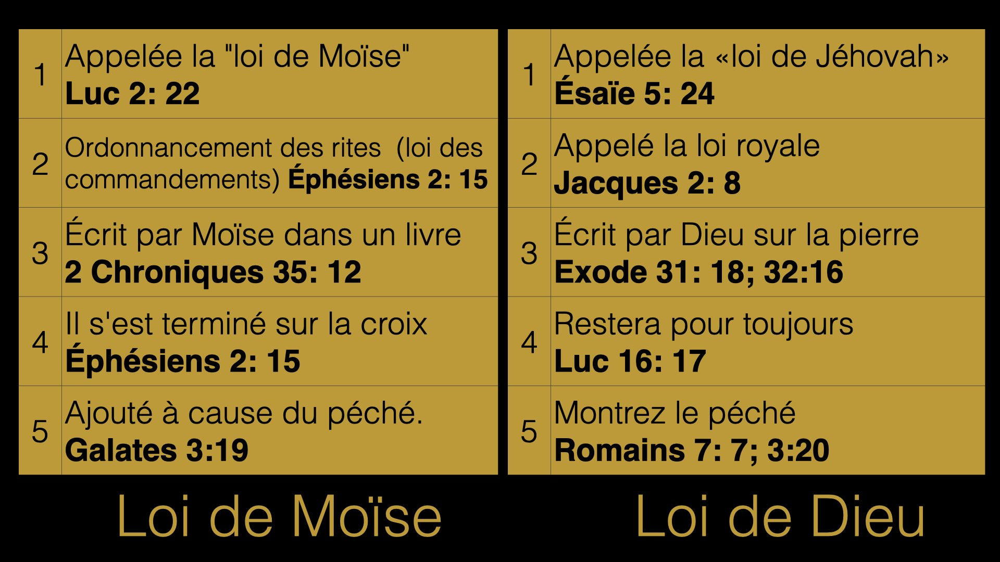 1
Appelée la "loi de Moïse"
Luc 2: 22
2
Ordonnancement des rites  (loi des
commandements) Éphésiens 2: 15
3
Écrit par Moïse dans un livre
2 Chroniques 35: 12
4
Il s'est terminé sur la croix
Éphésiens 2: 15
5
Ajouté à cause du péché.
Galates 3:19
Loi de Moïse
1
Appelée la «loi de Jéhovah»
Ésaïe 5: 24
2
Appelé la loi royale
Jacques 2: 8
3
Écrit par Dieu sur la pierre
Exode 31: 18; 32:16
4
Restera pour toujours
Luc 16: 17
5
Montrez le péché
Romains 7: 7; 3:20
Loi de Dieu